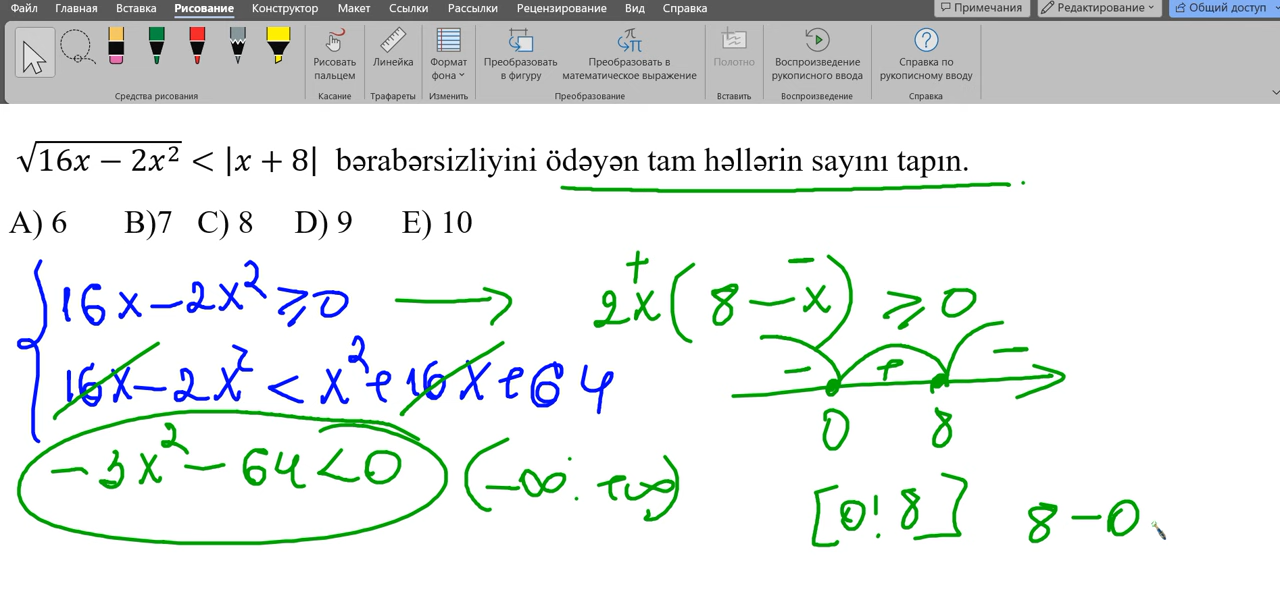 Файл Главная Вставка Рисование Конструктор Макет Ссылки Рассылки Рецензирование Вид Справка Примечания Редактирование Общий доступ
Рисовать пальцем
Линейка
Формат фона
Преобразовать в фигуру
Преобразовать в математическое выражение
Полотно
Воспроизведение рукописного ввода
Справка по рукописному вводу
Средства рисования Касание Трафареты Изменить Преобразование Вставить Воспроизведение Справка
√(16x − 2x²) < |x + 8| bərabərsizliyini ödəyən tam həllərin sayını tapın.
A) 6 B)7 C) 8 D) 9 E) 10
+ −
16x − 2x² ⩾ 0 → 2x(8 − x) ⩾ 0
16x − 2x² < x² + 16x + 64
− + −
0 8
−3x² − 64 < 0 (−∞; +∞)
[0; 8] 8 − 0